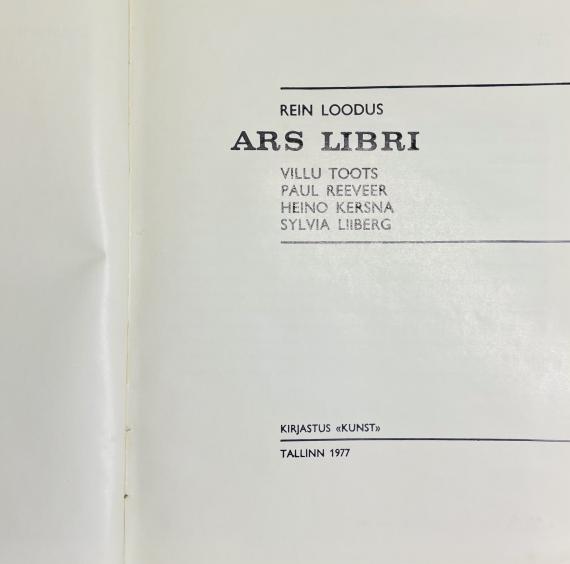 REIN LOODUS
ARS LIBRI
VILLU TOOTS
PAUL REEVEER
HEINO KERSNA
SYLVIA LIIBERG
KIRJASTUS «KUNST»
TALLINN 1977